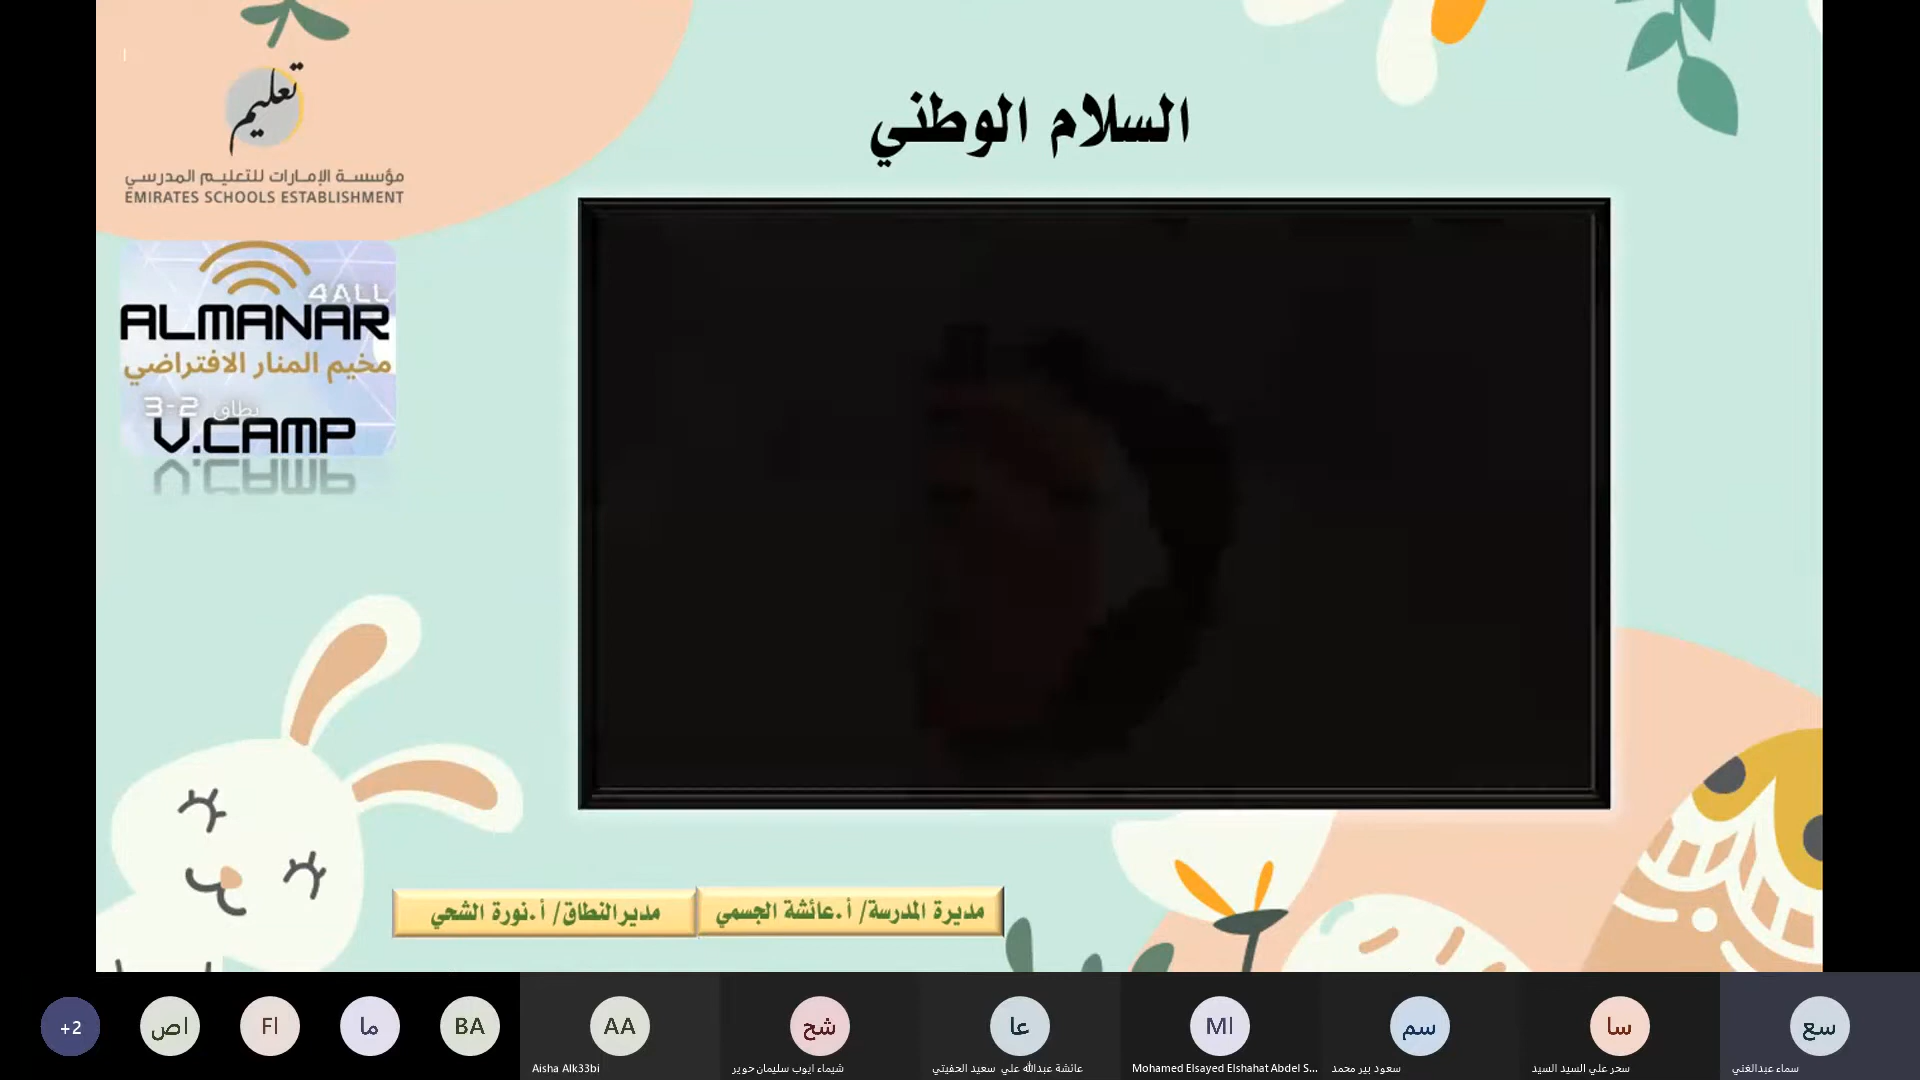 السلام الوطني
تعليم
مؤسسة الإمارات للتعليم المدرسي
EMIRATES SCHOOLS ESTABLISHMENT
4ALL
ALMANAR
مخيم المنار الافتراضي
نطاق 2-3
V.CAMP
مديرة المدرسة/ أ.عائشة الجسمي
مديرالنطاق/ أ.نورة الشحي
+2
اص
FI
ما
BA
AA
شح
عا
MI
سم
سا
سع
Aisha Alk33bi
شيماء ايوب سليمان حوير
عائشة عبدالله علي سعيد الحفيتي
Mohamed Elsayed Elshahat Abdel S...
سعود بير محمد
سحر علي السيد السيد
سماء عبدالغني